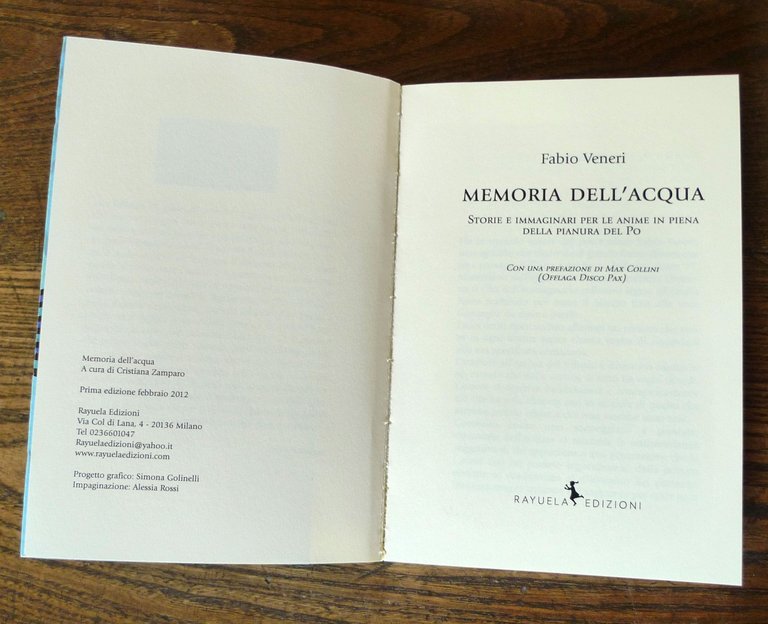 Memoria dell'acqua
A cura di Cristiana Zamparo
Prima edizione febbraio 2012
Rayuela Edizioni
Via Col di Lana, 4 - 20136 Milano
Tel 0236601047
Rayuelaedizioni@yahoo.it
www.rayuelaedizioni.com
Progetto grafico: Simona Golinelli
Impaginazione: Alessia Rossi
Fabio Veneri
MEMORIA DELL'ACQUA
STORIE E IMMAGINARI PER LE ANIME IN PIENA
DELLA PIANURA DEL PO
CON UNA PREFAZIONE DI MAX COLLINI
(OFFLAGA DISCO PAX)
RAYUELA EDIZIONI